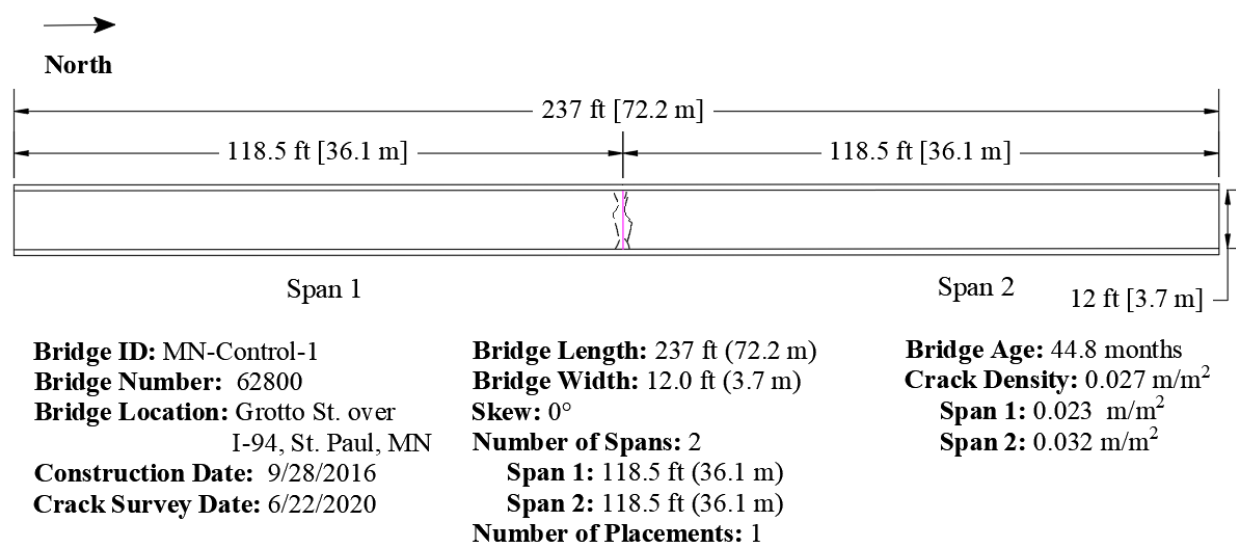 North
237 ft [72.2 m]
118.5 ft [36.1 m]
118.5 ft [36.1 m]
Span 1
Span 2
12 ft [3.7 m]
Bridge ID: MN-Control-1
Bridge Number: 62800
Bridge Location: Grotto St. over
I-94, St. Paul, MN
Construction Date: 9/28/2016
Crack Survey Date: 6/22/2020
Bridge Length: 237 ft (72.2 m)
Bridge Width: 12.0 ft (3.7 m)
Skew: 0°
Number of Spans: 2
Span 1: 118.5 ft (36.1 m)
Span 2: 118.5 ft (36.1 m)
Number of Placements: 1
Bridge Age: 44.8 months
Crack Density: 0.027 m/m²
Span 1: 0.023 m/m²
Span 2: 0.032 m/m²